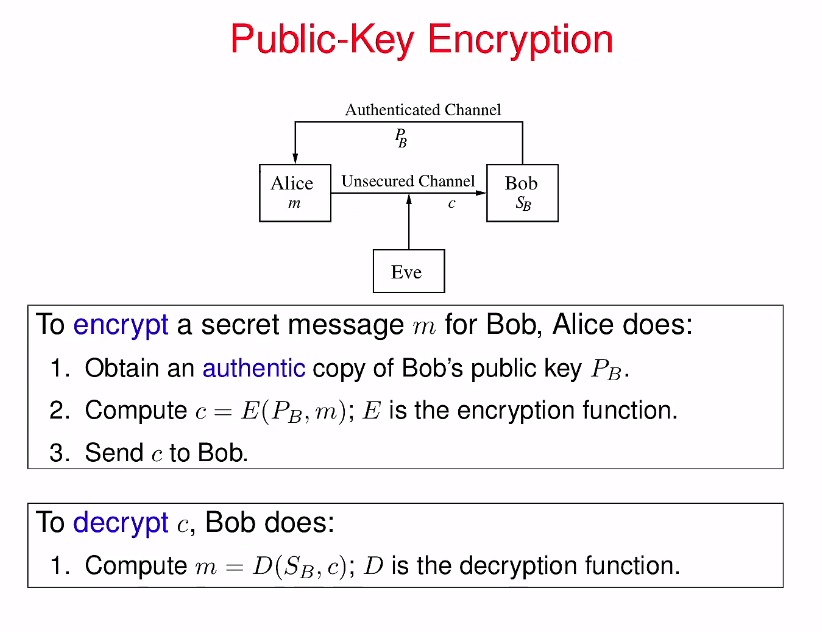 Public-Key Encryption
Authenticated Channel
P_B
Alice
m
Unsecured Channel
c
Bob
S_B
Eve
To encrypt a secret message m for Bob, Alice does:
1. Obtain an authentic copy of Bob's public key P_B.
2. Compute c = E(P_B, m); E is the encryption function.
3. Send c to Bob.
To decrypt c, Bob does:
1. Compute m = D(S_B, c); D is the decryption function.